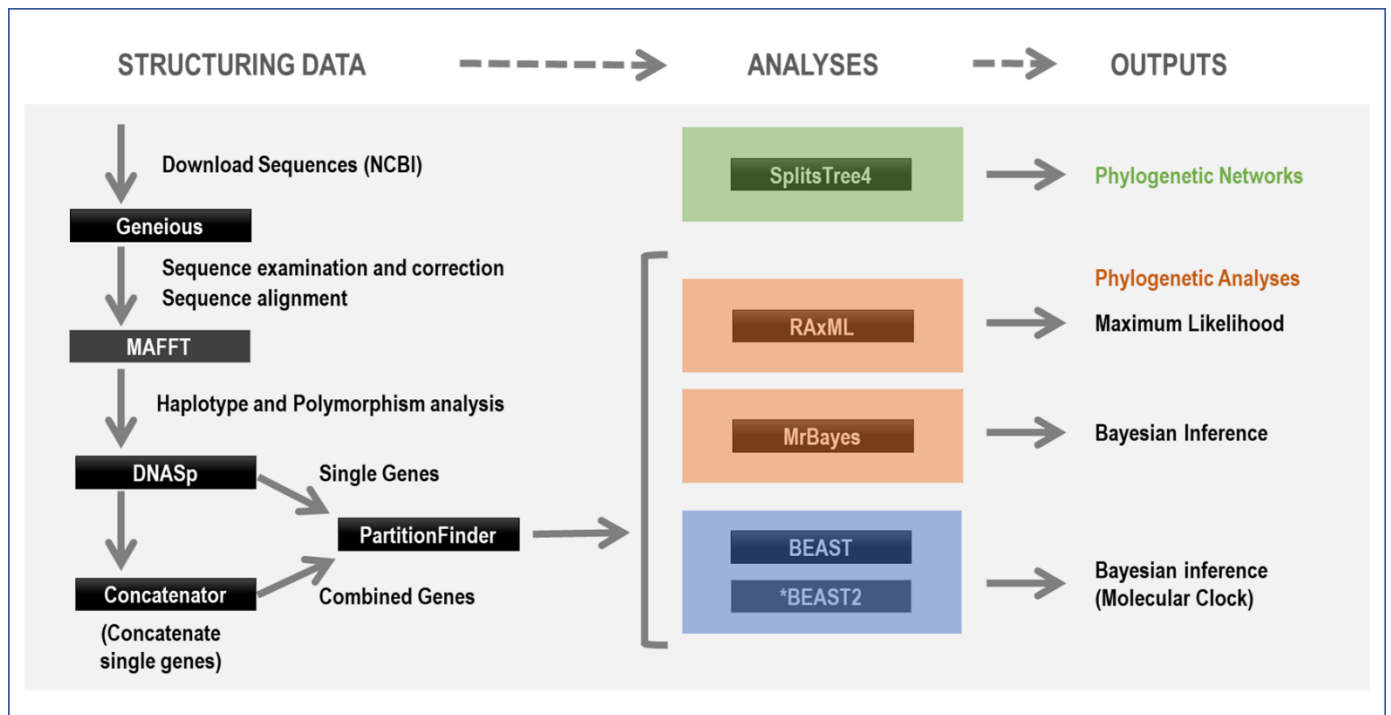 STRUCTURING DATA
ANALYSES
OUTPUTS
Download Sequences (NCBI)
Geneious
Sequence examination and correction
Sequence alignment
MAFFT
Haplotype and Polymorphism analysis
DNASp
Single Genes
PartitionFinder
Concatenator
Combined Genes
(Concatenate
single genes)
SplitsTree4
Phylogenetic Networks
Phylogenetic Analyses
RAxML
Maximum Likelihood
MrBayes
Bayesian Inference
BEAST
*BEAST2
Bayesian inference
(Molecular Clock)